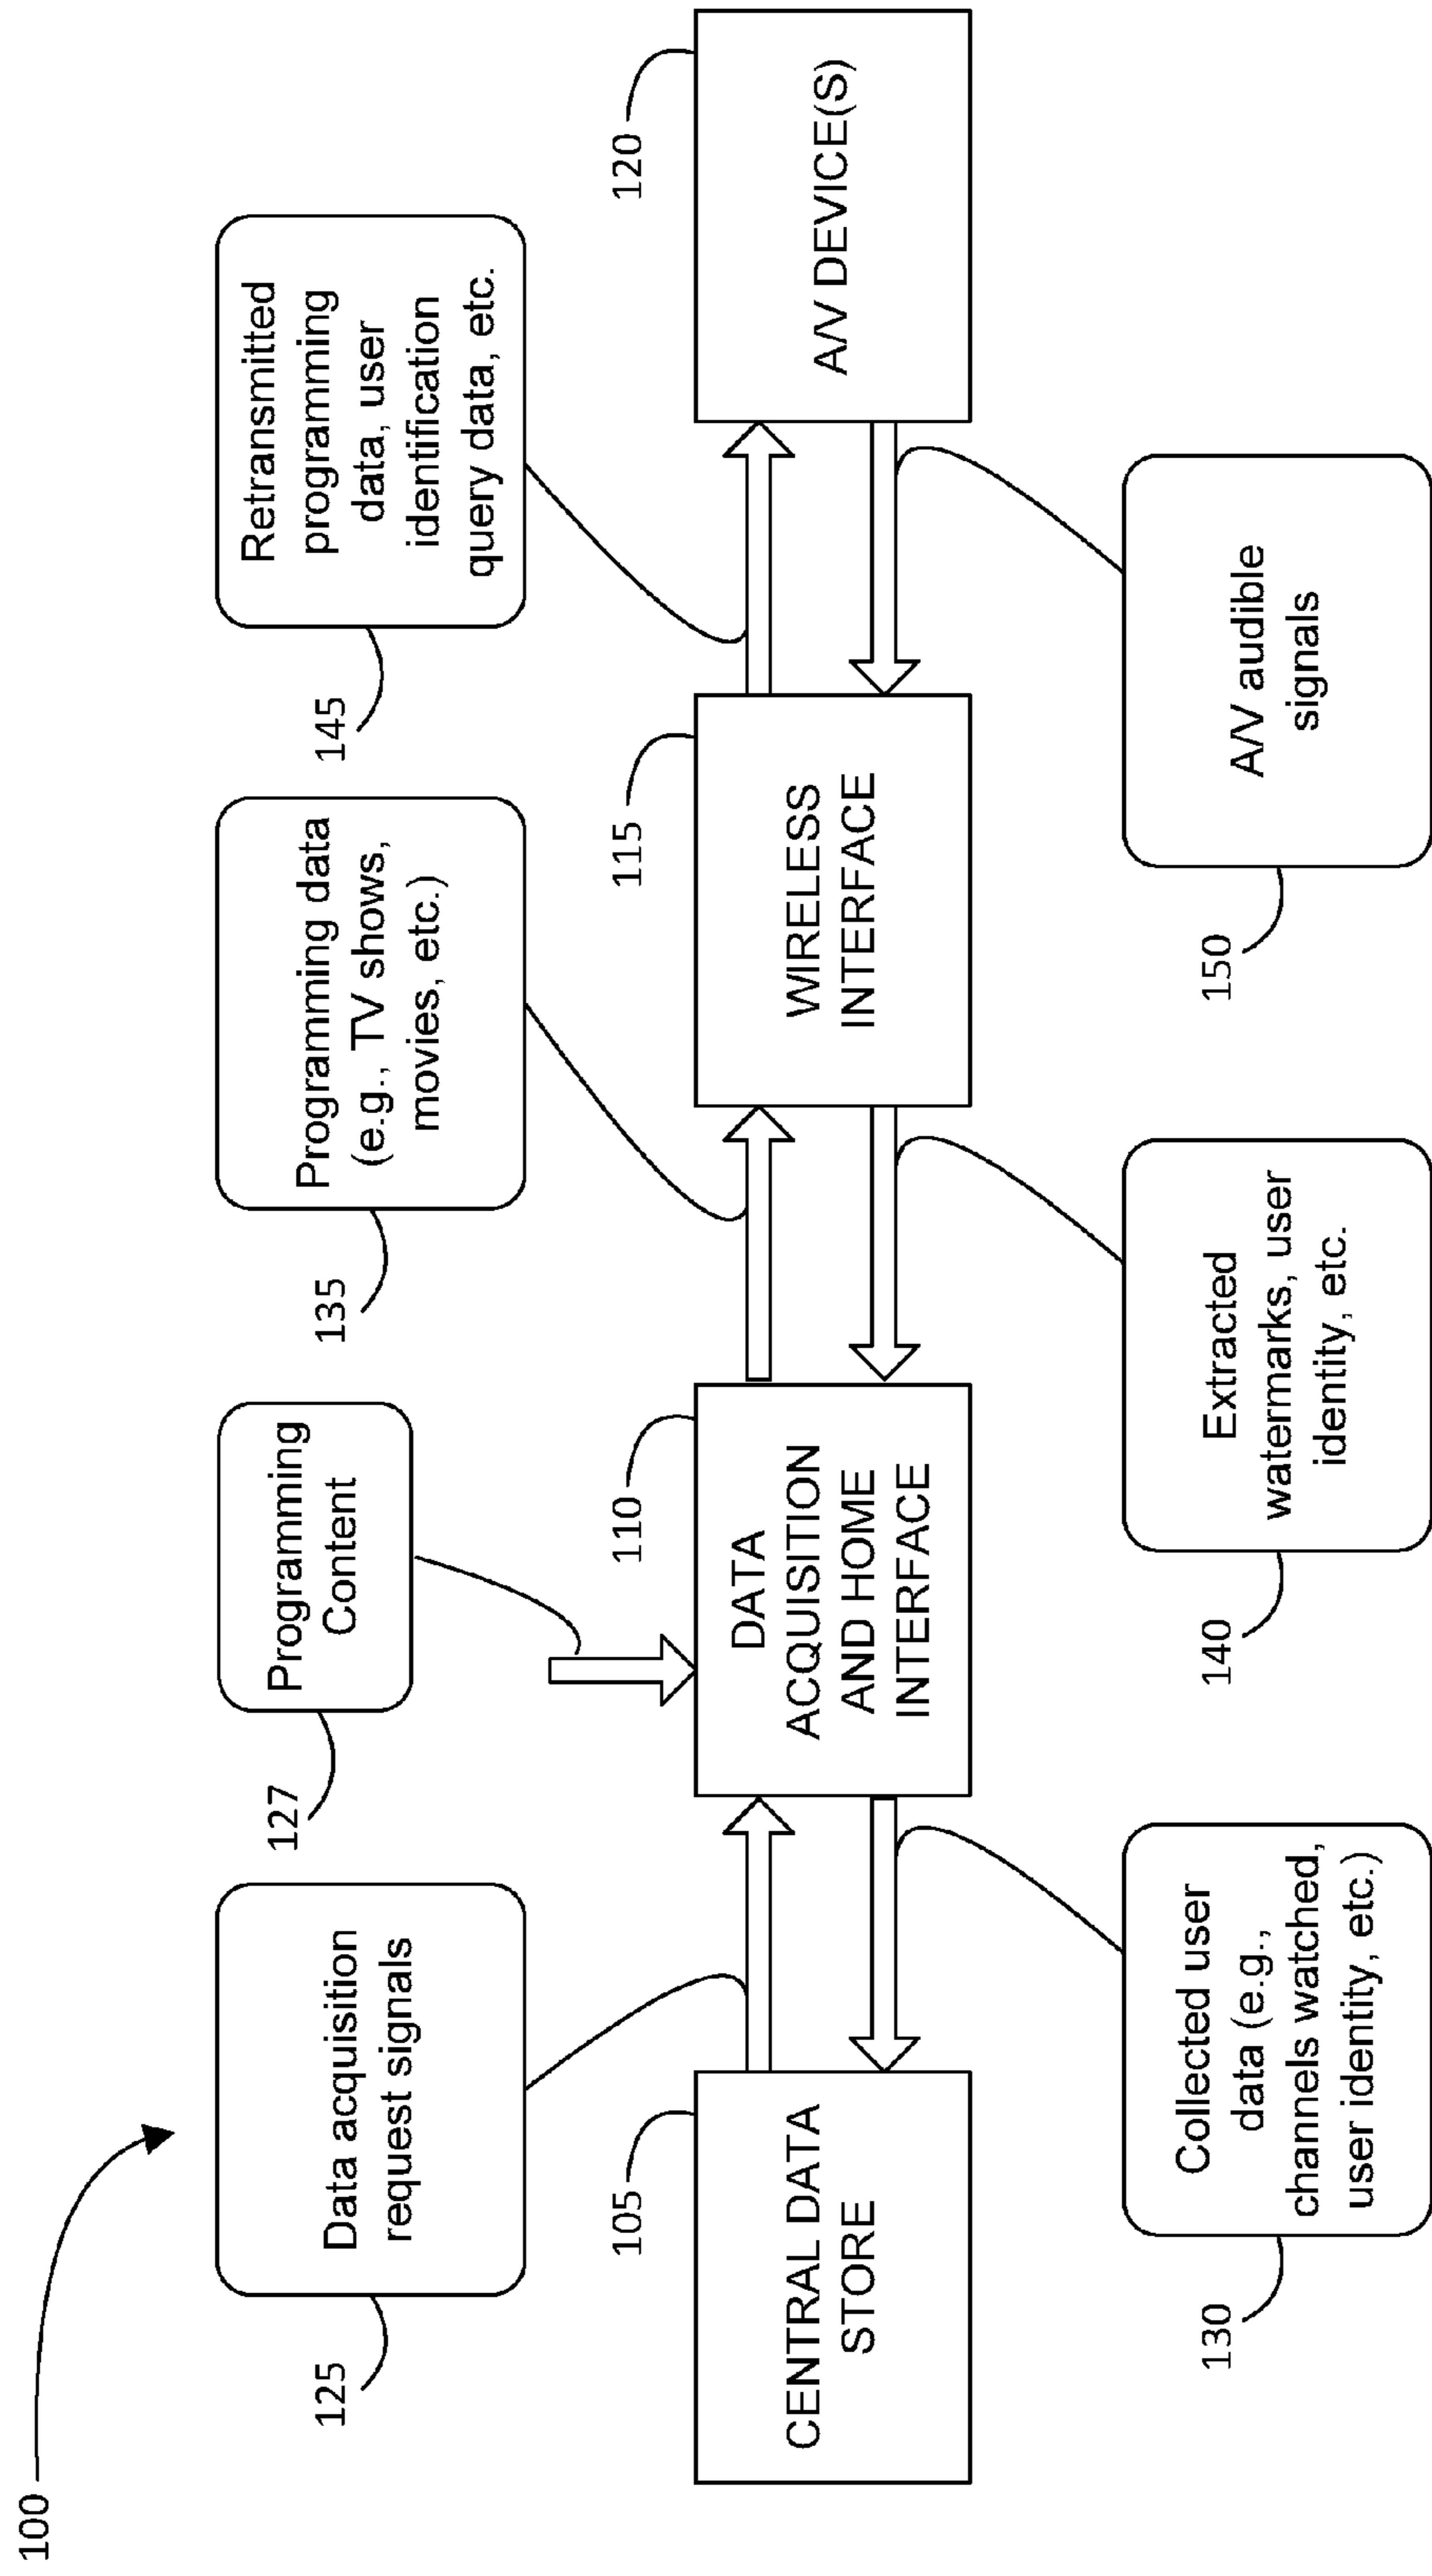 100
125
Data acquisition
request signals
127
Programming
Content
135
Programming data
(e.g., TV shows,
movies, etc.)
145
Retransmitted
programming
data, user
identification
query data, etc.
105
CENTRAL DATA
STORE
110
DATA
ACQUISITION
AND HOME
INTERFACE
115
WIRELESS
INTERFACE
120
A/V DEVICE(S)
130
Collected user
data (e.g.,
channels watched,
user identity, etc.)
140
Extracted
watermarks, user
identity, etc.
150
A/V audible
signals